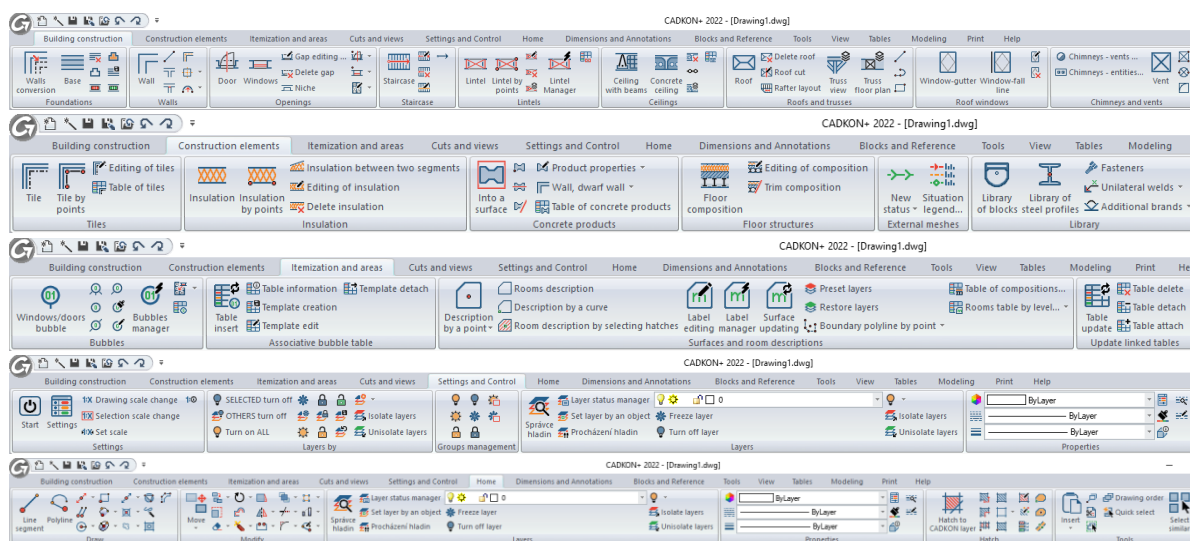 CADKON+ 2022 - [Drawing1.dwg]
Building construction Construction elements Itemization and areas Cuts and views Settings and Control Home Dimensions and Annotations Blocks and Reference Tools View Tables Modeling Print Help
Gap editing ... Delete roof Chimneys - vents ...
Delete gap Roof cut Chimneys - entities...
Walls conversion Base Wall Door Windows Niche Staircase Lintel Lintel by points Lintel Manager Ceiling with beams Concrete ceiling Roof Rafter layout Truss view Truss floor plan Window-gutter Window-fall line Vent
Foundations Walls Openings Staircase Lintels Ceilings Roofs and trusses Roof windows Chimneys and vents
CADKON+ 2022 - [Drawing1.dwg]
Building construction Construction elements Itemization and areas Cuts and views Settings and Control Home Dimensions and Annotations Blocks and Reference Tools View Tables Modeling
Editing of tiles Insulation between two segments Product properties Editing of composition Fasteners
Table of tiles Editing of insulation Wall, dwarf wall Trim composition Unilateral welds
Tile Tile by points Insulation Insulation by points Delete insulation Into a surface Table of concrete products Floor composition New status Situation legend... Library of blocks Library of steel profiles Additional brands
Tiles Insulation Concrete products Floor structures External meshes Library
CADKON+ 2022 - [Drawing1.dwg]
Building construction Construction elements Itemization and areas Cuts and views Settings and Control Home Dimensions and Annotations Blocks and Reference Tools View Tables Modeling Print He
Table information Template detach Rooms description Preset layers Table of compositions... Table delete
Template creation Description by a curve Restore layers Rooms table by level... Table detach
Windows/doors bubble Bubbles manager Table insert Template edit Description by a point Room description by selecting hatches Label editing Label manager Surface updating Boundary polyline by point Table update Table attach
Bubbles Associative bubble table Surfaces and room descriptions Update linked tables
CADKON+ 2022 - [Drawing1.dwg]
Building construction Construction elements Itemization and areas Cuts and views Settings and Control Home Dimensions and Annotations Blocks and Reference Tools View Tables Modeling Print Help
Drawing scale change SELECTED turn off Layer status manager 0 ByLayer
Start Settings Selection scale change OTHERS turn off Isolate layers Správce hladin Set layer by an object Freeze layer Isolate layers ByLayer
Set scale Turn on ALL Unisolate layers Procházení hladin Turn off layer Unisolate layers ByLayer
Settings Layers by Groups management Layers Properties
CADKON+ 2022 - [Drawing1.dwg]
Building construction Construction elements Itemization and areas Cuts and views Settings and Control Home Dimensions and Annotations Blocks and Reference Tools View Tables Modeling Print Help
Layer status manager 0 ByLayer Drawing order
Line segment Polyline Move Správce hladin Set layer by an object Freeze layer Isolate layers ByLayer Hatch to CADKON layer Insert Quick select Select similar
Procházení hladin Turn off layer Unisolate layers ByLayer
Draw Modify Layers Properties Hatch Tools